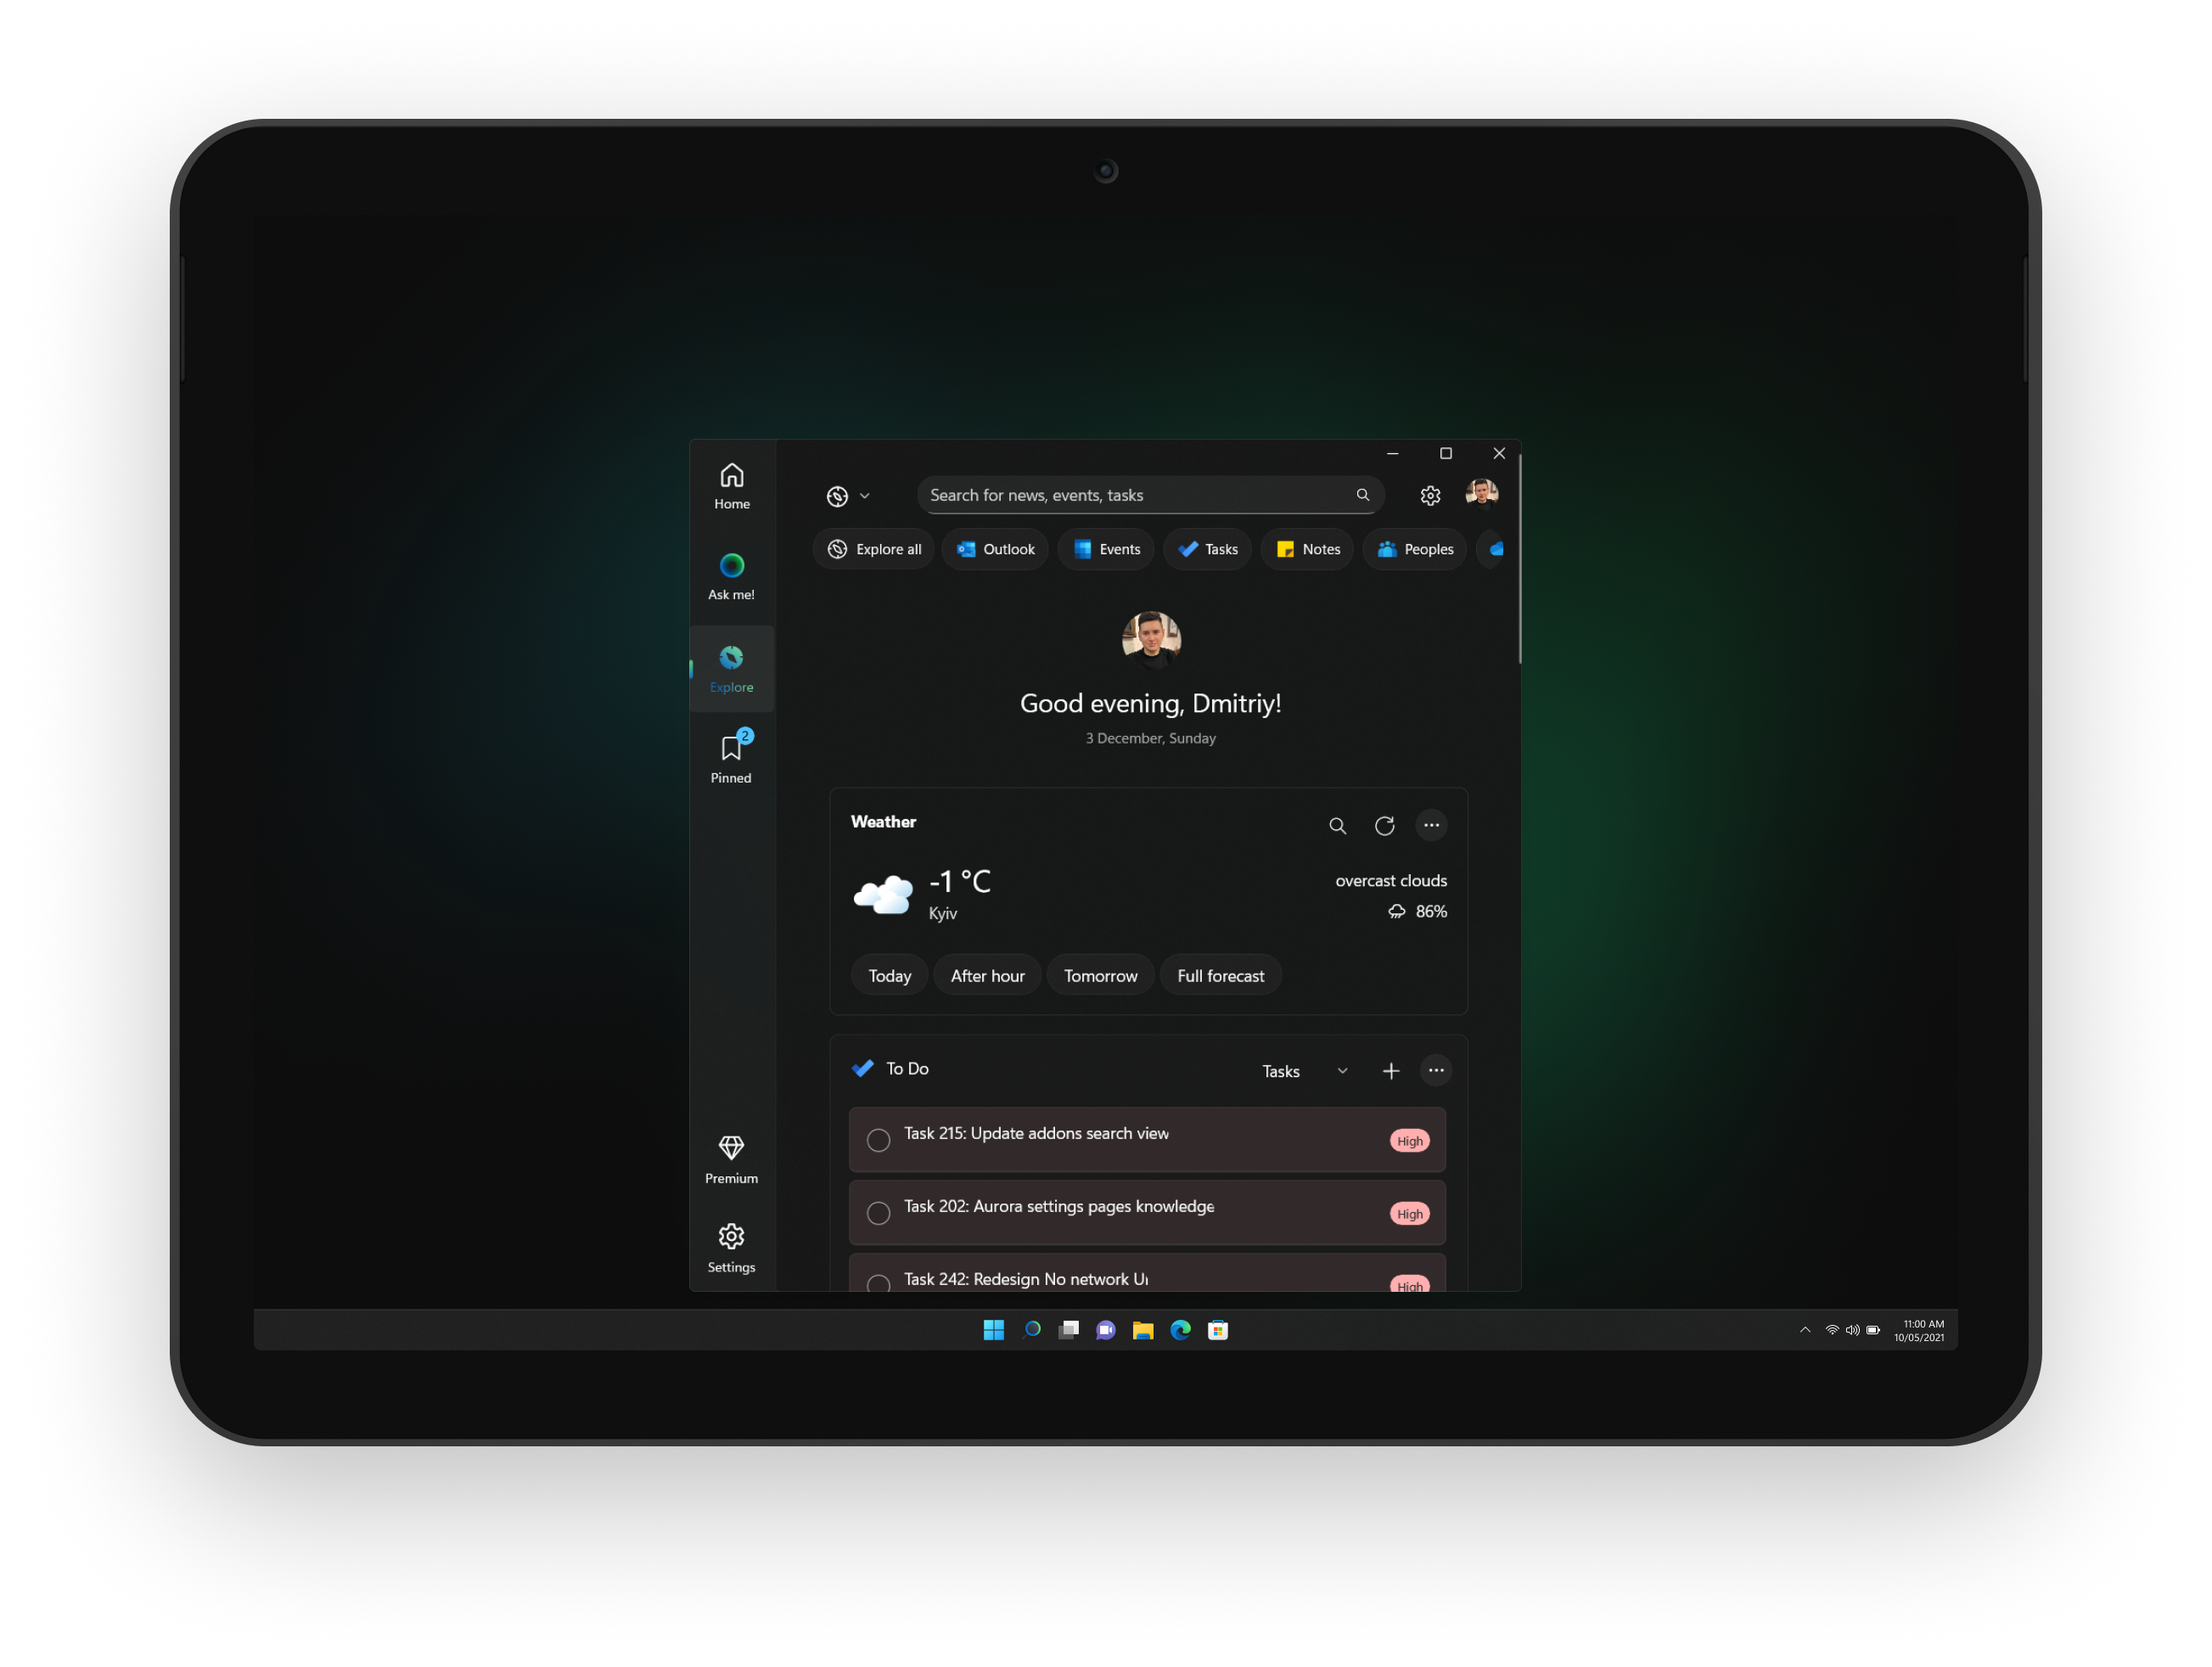 Home
Ask me!
Explore
2
Pinned
Premium
Settings
Search for news, events, tasks
Explore all
Outlook
Events
Tasks
Notes
Peoples
Good evening, Dmitriy!
3 December, Sunday
Weather
-1 °C
Kyiv
overcast clouds
86%
Today
After hour
Tomorrow
Full forecast
To Do
Tasks
Task 215: Update addons search view
High
Task 202: Aurora settings pages knowledge
High
Task 242: Redesign No network
High
11:00 AM
10/05/2021